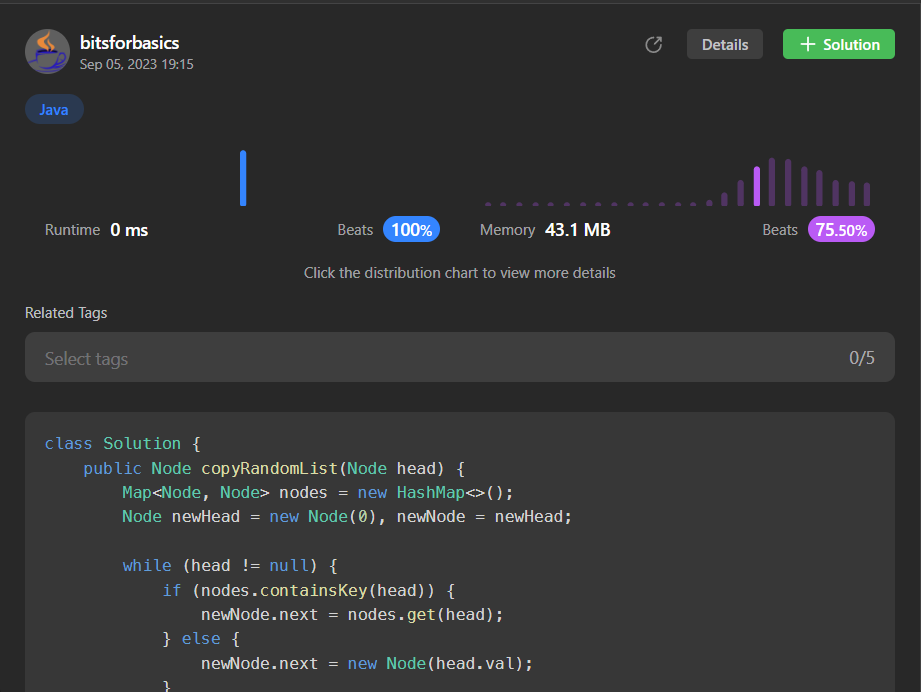 bitsforbasics
Sep 05, 2023 19:15
Details
+ Solution
Java
Runtime 0 ms
Beats 100%
Memory 43.1 MB
Beats 75.50%
Click the distribution chart to view more details
Related Tags
Select tags 0/5
class Solution {
    public Node copyRandomList(Node head) {
        Map<Node, Node> nodes = new HashMap<>();
        Node newHead = new Node(0), newNode = newHead;

        while (head != null) {
            if (nodes.containsKey(head)) {
                newNode.next = nodes.get(head);
            } else {
                newNode.next = new Node(head.val);
            }